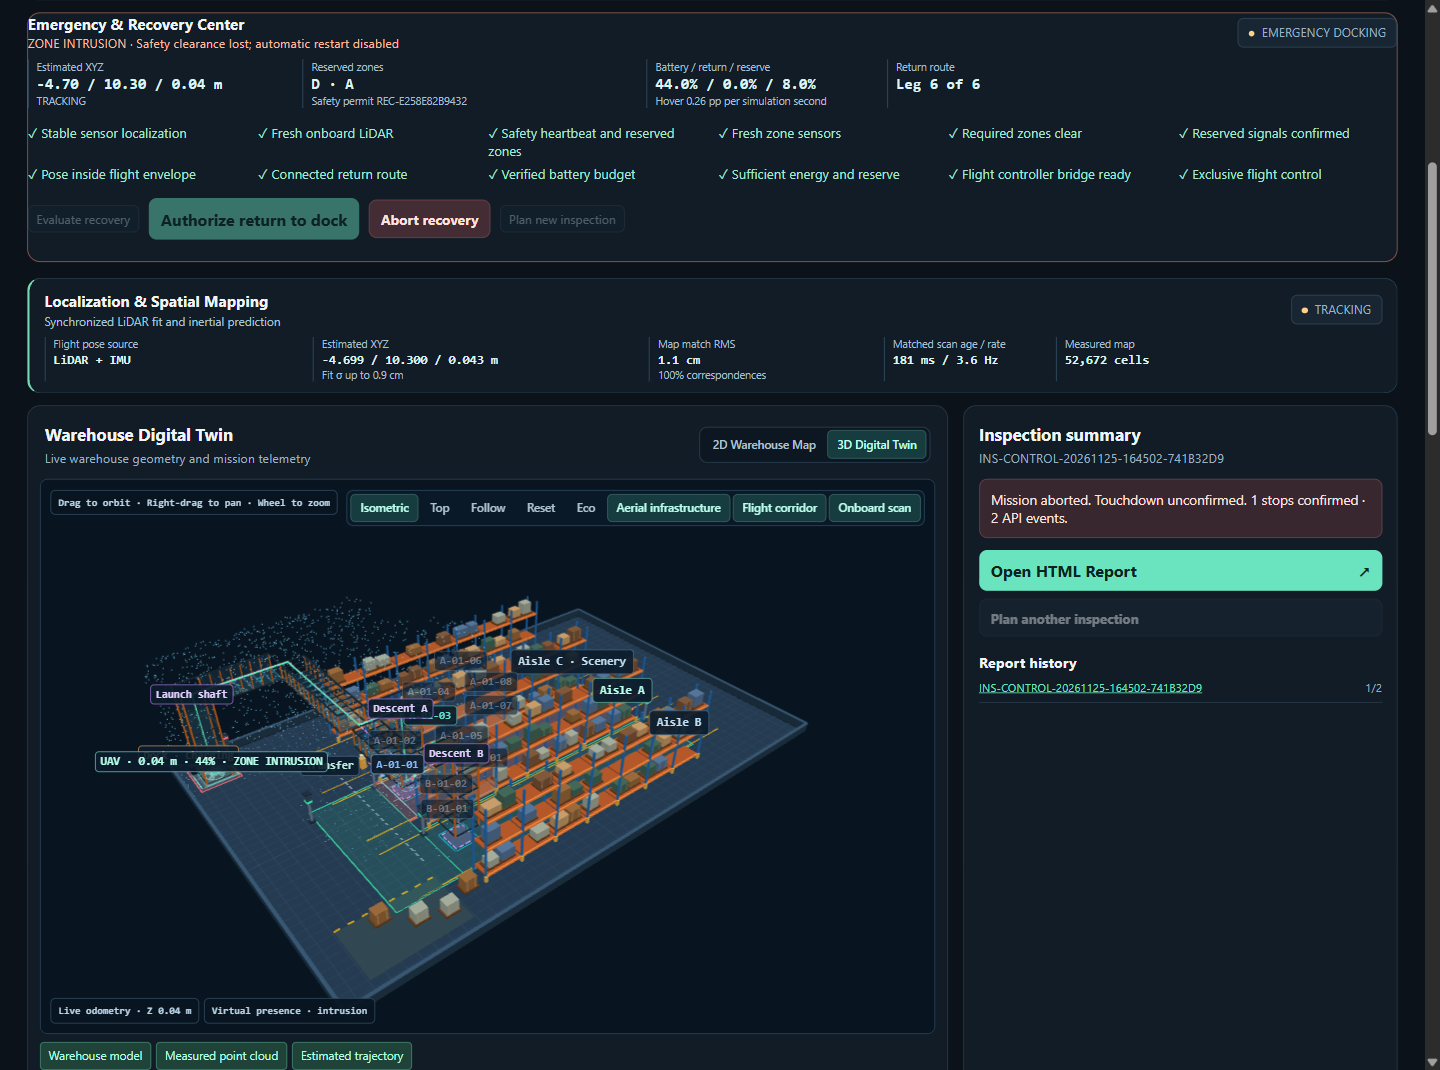 Emergency & Recovery Center
ZONE INTRUSION · Safety clearance lost; automatic restart disabled
EMERGENCY DOCKING
Estimated XYZ
-4.70 / 10.30 / 0.04 m
TRACKING
Reserved zones
D · A
Safety permit REC-E258E82B9432
Battery / return / reserve
44.0% / 0.0% / 8.0%
Hover 0.26 pp per simulation second
Return route
Leg 6 of 6
✓ Stable sensor localization
✓ Fresh onboard LiDAR
✓ Safety heartbeat and reserved
zones
✓ Fresh zone sensors
✓ Required zones clear
✓ Reserved signals confirmed
✓ Pose inside flight envelope
✓ Connected return route
✓ Verified battery budget
✓ Sufficient energy and reserve
✓ Flight controller bridge ready
✓ Exclusive flight control
Evaluate recovery
Authorize return to dock
Abort recovery
Plan new inspection
Localization & Spatial Mapping
Synchronized LiDAR fit and inertial prediction
TRACKING
Flight pose source
LiDAR + IMU
Estimated XYZ
-4.699 / 10.300 / 0.043 m
Fit σ up to 0.9 cm
Map match RMS
1.1 cm
100% correspondences
Matched scan age / rate
181 ms / 3.6 Hz
Measured map
52,672 cells
Warehouse Digital Twin
Live warehouse geometry and mission telemetry
2D Warehouse Map
3D Digital Twin
Drag to orbit · Right-drag to pan · Wheel to zoom
Isometric
Top
Follow
Reset
Eco
Aerial infrastructure
Flight corridor
Onboard scan
A-01-06
Aisle C · Scenery
A-01-08
Launch shaft
A-01-04
Aisle A
Descent A
-03
A-01-07
Aisle B
A-01-02
A-01-05
Descent B
01
UAV · 0.04 m · 44% · ZONE INTRUSION
nsfer
A-01-01
B-01-02
B-01-01
Live odometry · Z 0.04 m
Virtual presence · intrusion
Warehouse model
Measured point cloud
Estimated trajectory
Inspection summary
INS-CONTROL-20261125-164502-741B32D9
Mission aborted. Touchdown unconfirmed. 1 stops confirmed ·
2 API events.
Open HTML Report ↗
Plan another inspection
Report history
INS-CONTROL-20261125-164502-741B32D9
1/2